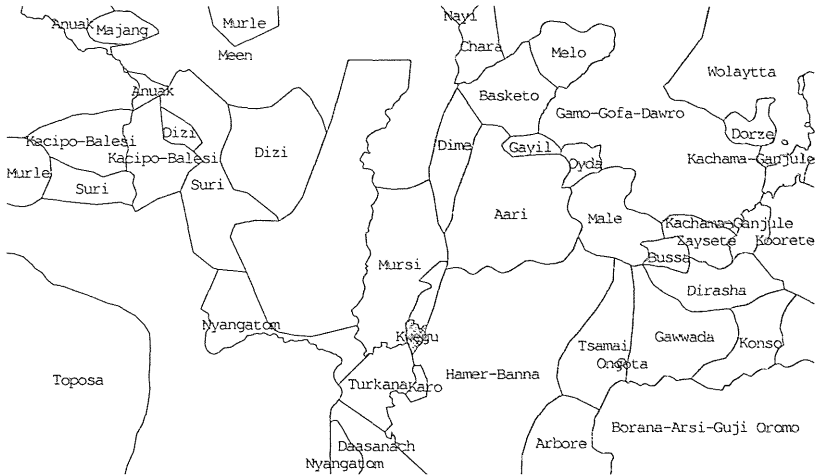 Nayi
Anuak
Majang
Murle
Chara
Melo
Meen
Wolaytta
Anuak
Basketo
Gamo-Gofa-Dawro
Dizi
Dorze
Kacipo-Balesi
Dime
Gayil
Kacipo-Balesi
Dizi
Oyda
Kachama-Ganjule
Murle
Suri
Suri
Aari
Male
Kachama-Ganjule
Zaysete
Koorete
Mursi
Bussa
Dirasha
Nyangatom
Kwegu
Gawwada
Tsamai
Konso
Ongota
Toposa
Turkana
Karo
Hamer-Banna
Borana-Arsi-Guji Oromo
Daasanach
Arbore
Nyangatom